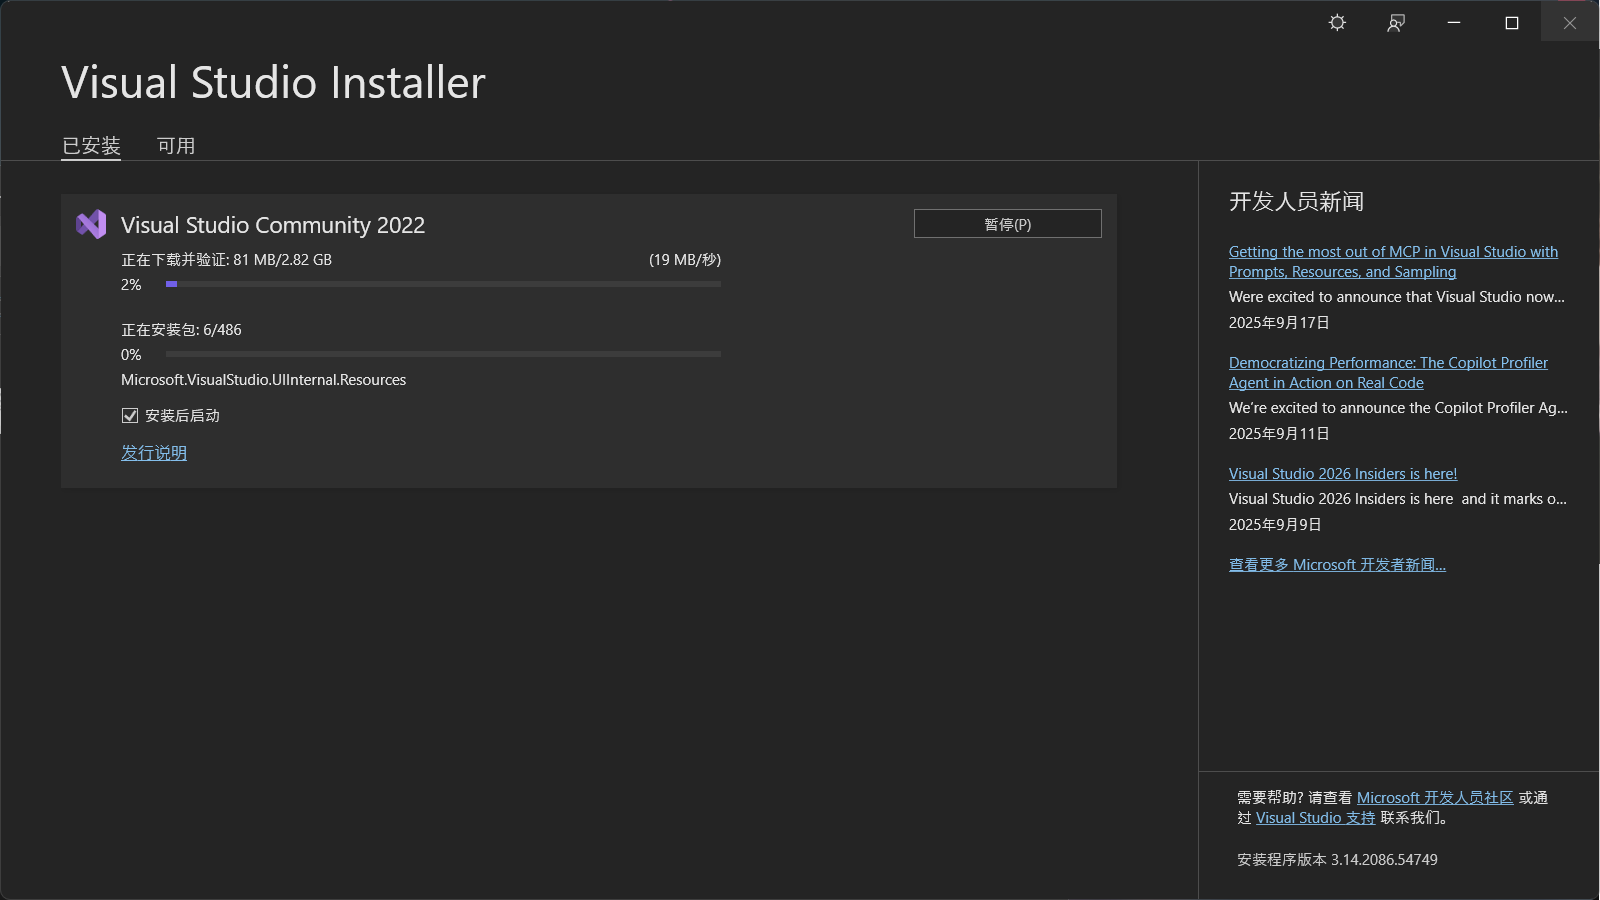 Visual Studio Installer
已安装
可用
Visual Studio Community 2022
暂停(P)
正在下载并验证: 81 MB/2.82 GB
(19 MB/秒)
2%
正在安装包: 6/486
0%
Microsoft.VisualStudio.UIInternal.Resources
安装后启动
发行说明
开发人员新闻
Getting the most out of MCP in Visual Studio with
Prompts, Resources, and Sampling
Were excited to announce that Visual Studio now...
2025年9月17日
Democratizing Performance: The Copilot Profiler
Agent in Action on Real Code
We're excited to announce the Copilot Profiler Ag...
2025年9月11日
Visual Studio 2026 Insiders is here!
Visual Studio 2026 Insiders is here  and it marks o...
2025年9月9日
查看更多 Microsoft 开发者新闻...
需要帮助? 请查看 Microsoft 开发人员社区 或通
过 Visual Studio 支持 联系我们。
安装程序版本 3.14.2086.54749